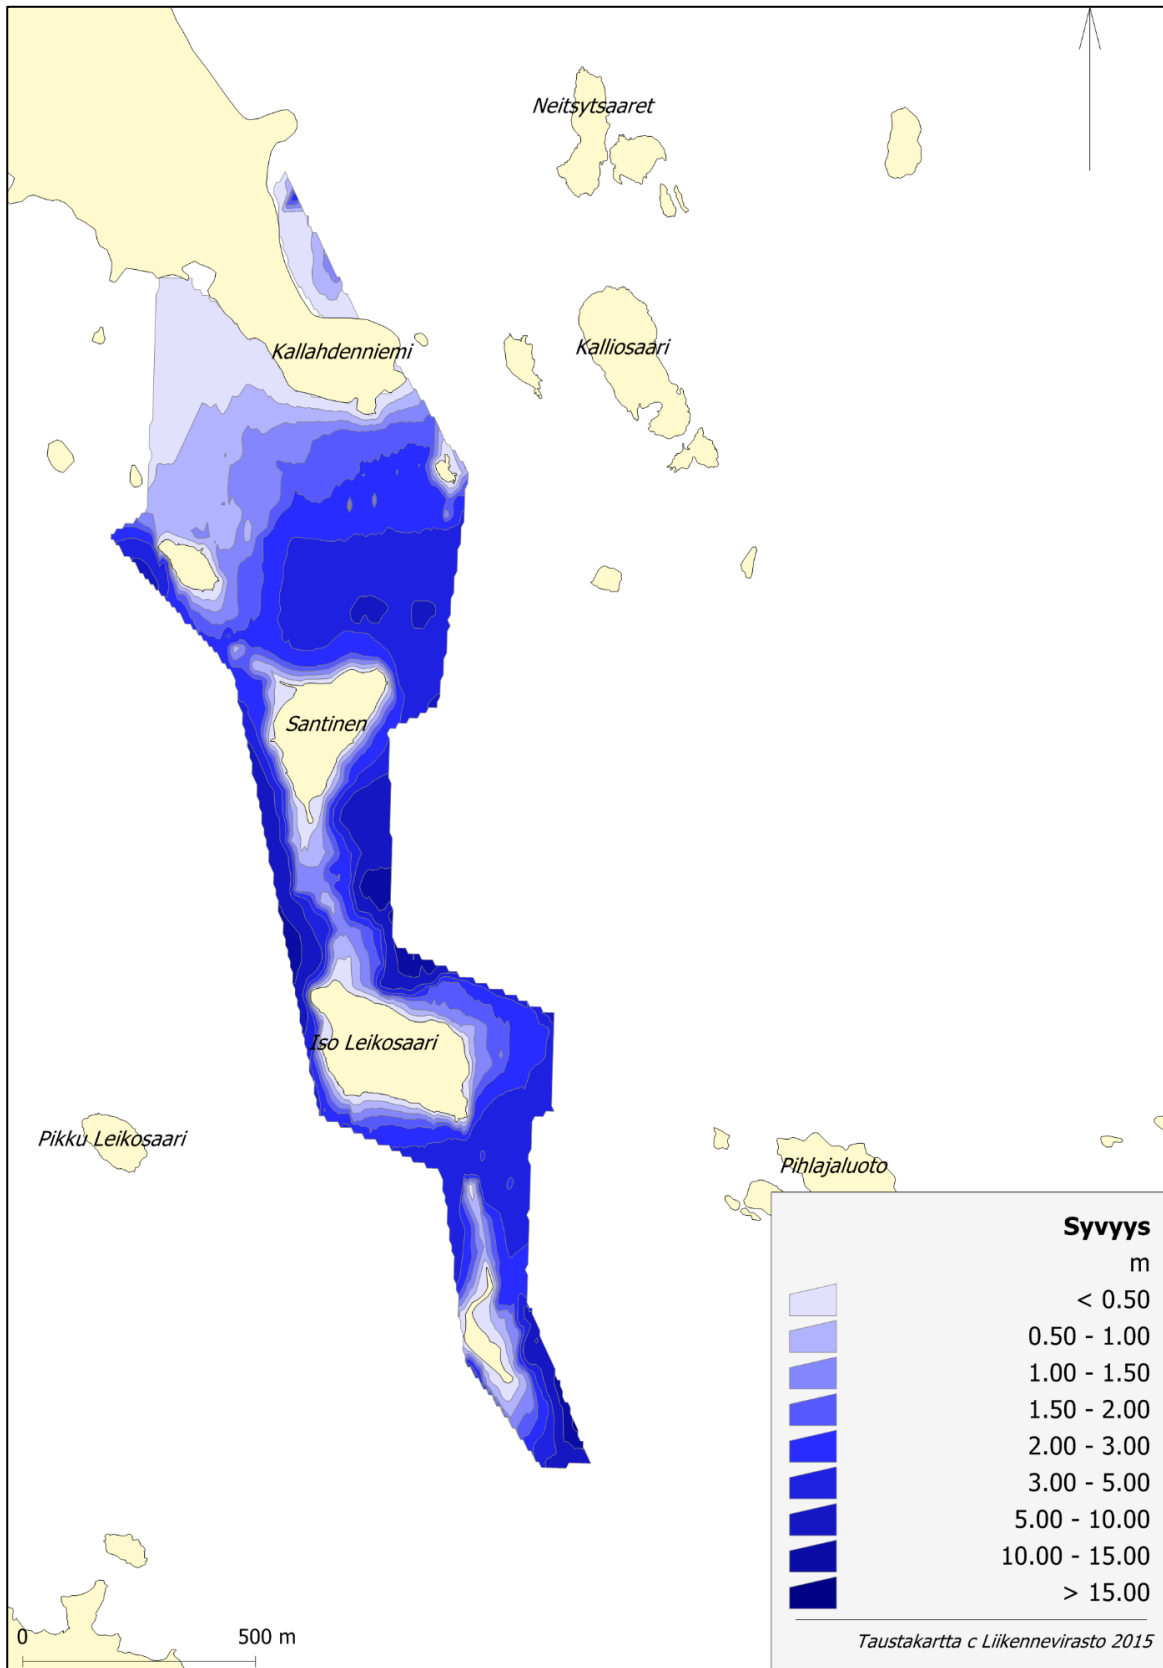 Neitsytsaaret
Kallahdenniemi
Kalliosaari
Santinen
Iso Leikosaari
Pikku Leikosaari
Pihlajaluoto
Syvyys
m
< 0.50
0.50 - 1.00
1.00 - 1.50
1.50 - 2.00
2.00 - 3.00
3.00 - 5.00
5.00 - 10.00
10.00 - 15.00
> 15.00
0 500 m
Taustakartta c Liikennevirasto 2015